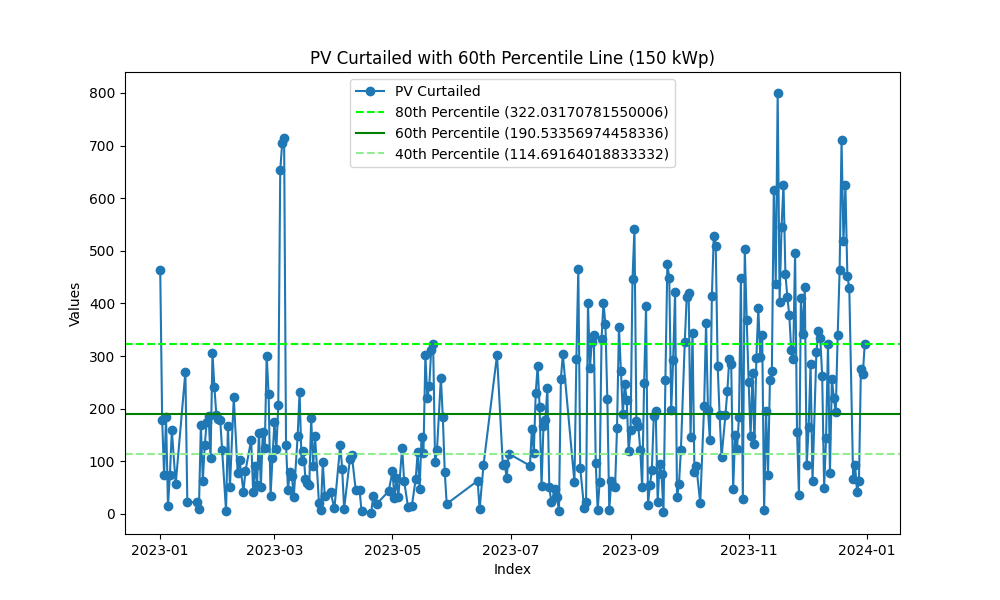 PV Curtailed with 60th Percentile Line (150 kWp)
PV Curtailed
80th Percentile (322.03170781550006)
60th Percentile (190.53356974458336)
40th Percentile (114.69164018833332)
800
700
600
500
400
300
200
100
0
Values
2023-01 2023-03 2023-05 2023-07 2023-09 2023-11 2024-01
Index